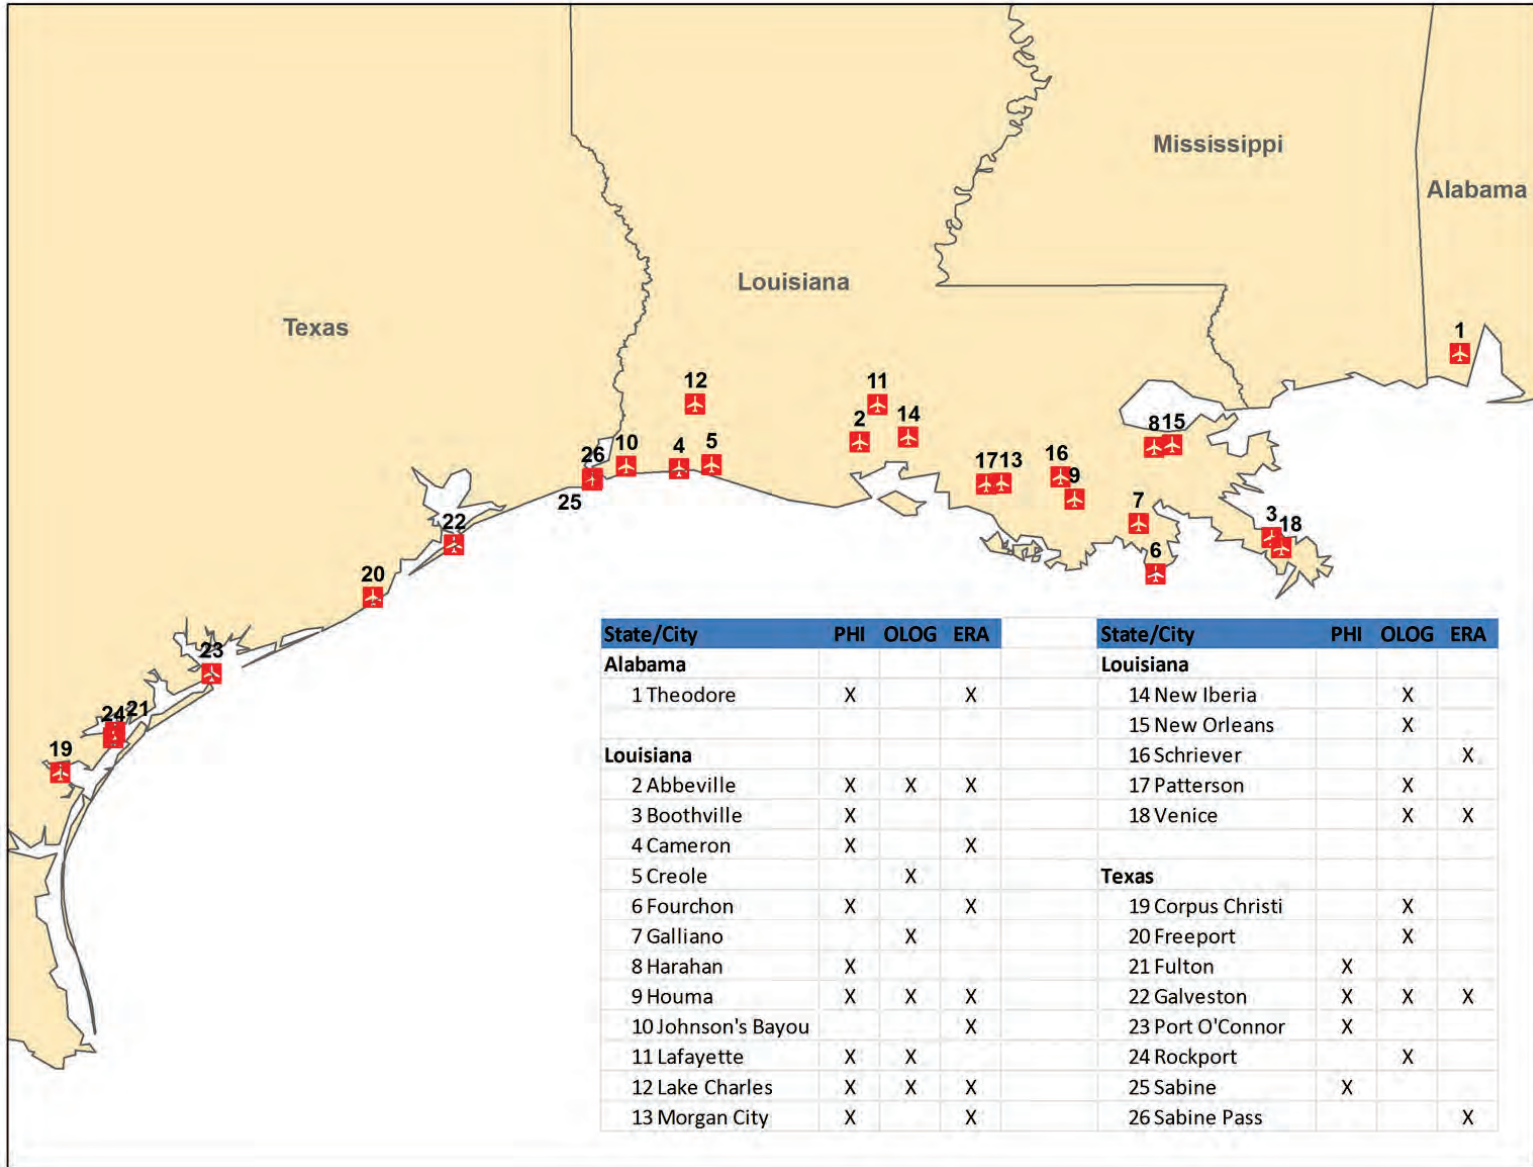 Mississippi
Alabama
Louisiana
Texas
1
12
11
2
14
8 15
10
4
5
26
25
17 13
16
9
7
3
18
6
22
20
23
24 21
19
State/City PHI OLOG ERA
Alabama
1 Theodore X X
Louisiana
2 Abbeville X X X
3 Boothville X
4 Cameron X X
5 Creole X
6 Fourchon X X
7 Galliano X
8 Harahan X
9 Houma X X X
10 Johnson's Bayou X
11 Lafayette X X
12 Lake Charles X X X
13 Morgan City X X
State/City PHI OLOG ERA
Louisiana
14 New Iberia X
15 New Orleans X
16 Schriever X
17 Patterson X
18 Venice X X
Texas
19 Corpus Christi X
20 Freeport X
21 Fulton X
22 Galveston X X X
23 Port O'Connor X
24 Rockport X
25 Sabine X
26 Sabine Pass X